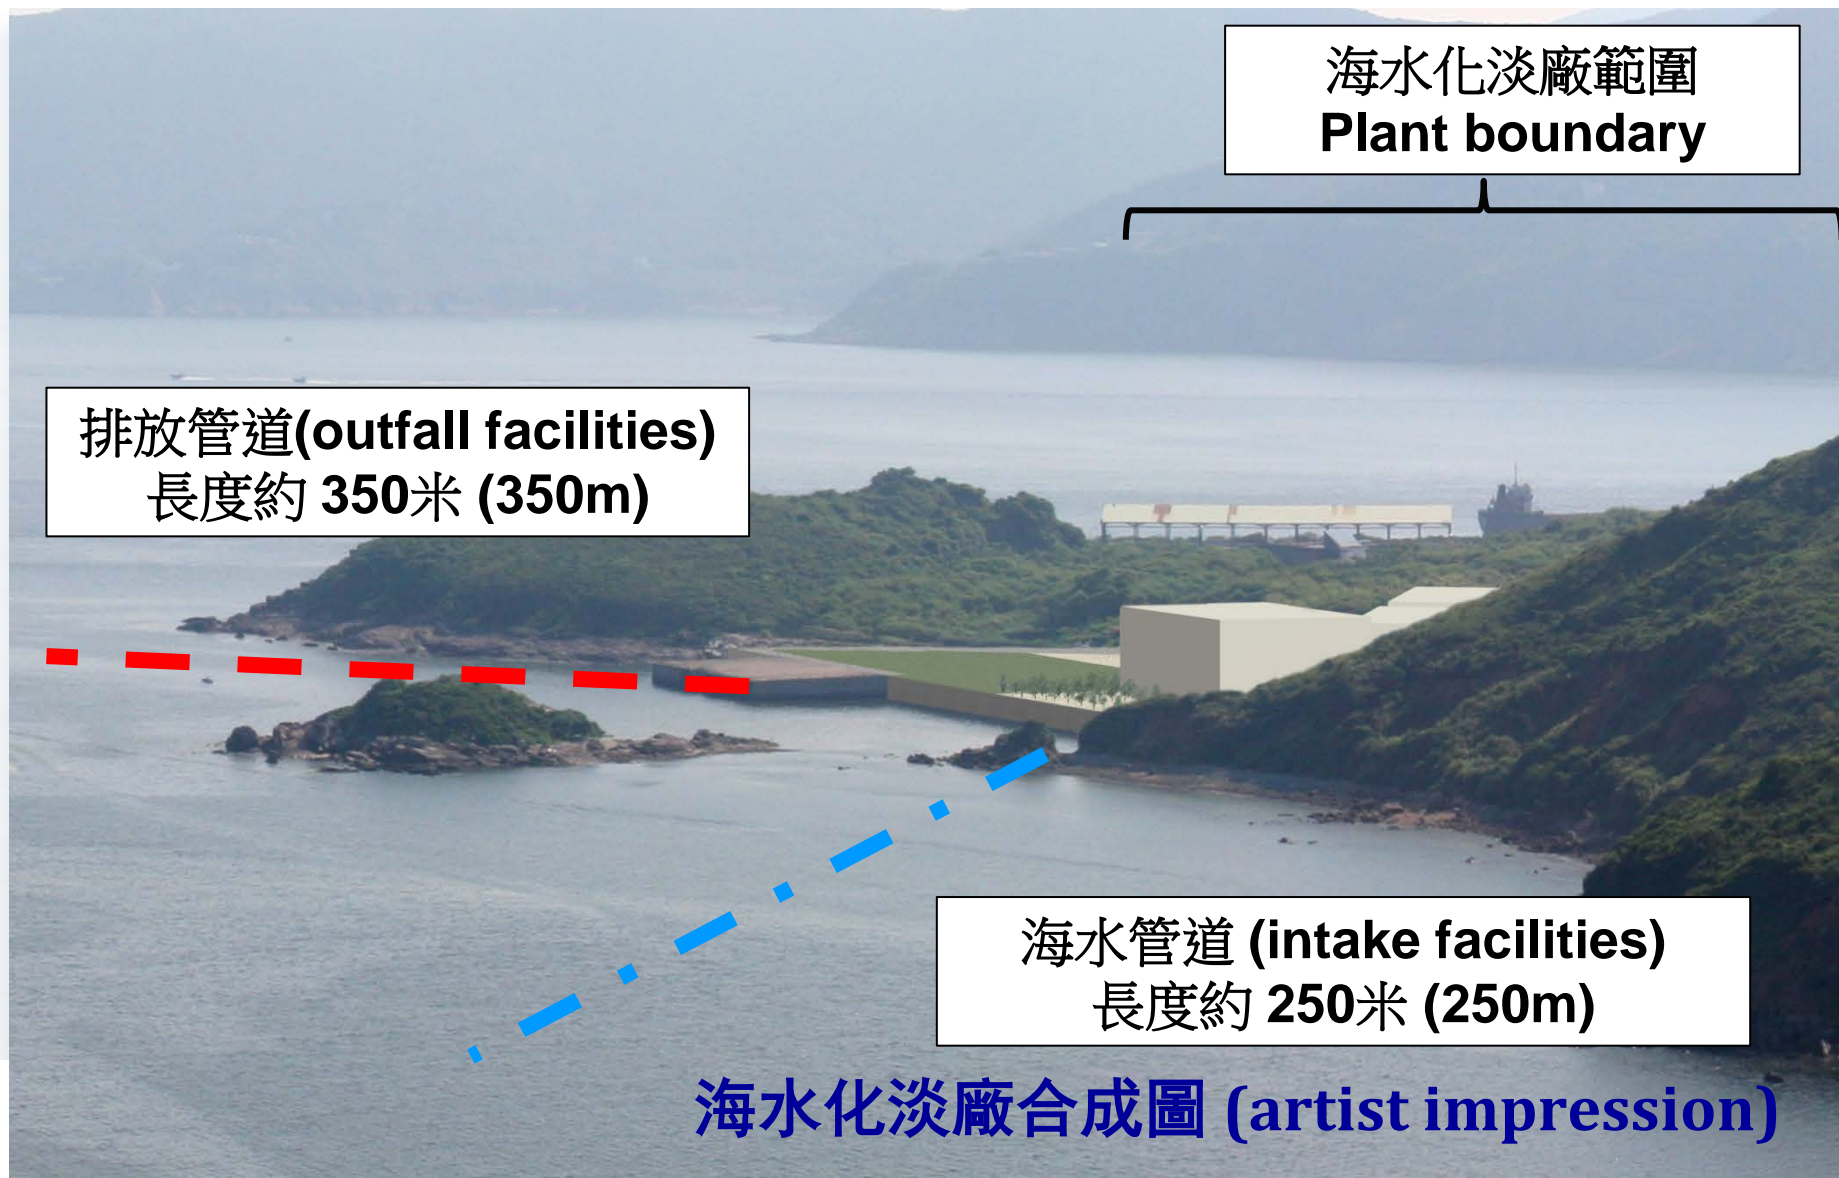 海水化淡廠範圍
Plant boundary
排放管道(outfall facilities)
長度約 350米 (350m)
海水管道 (intake facilities)
長度約 250米 (250m)
海水化淡廠合成圖 (artist impression)